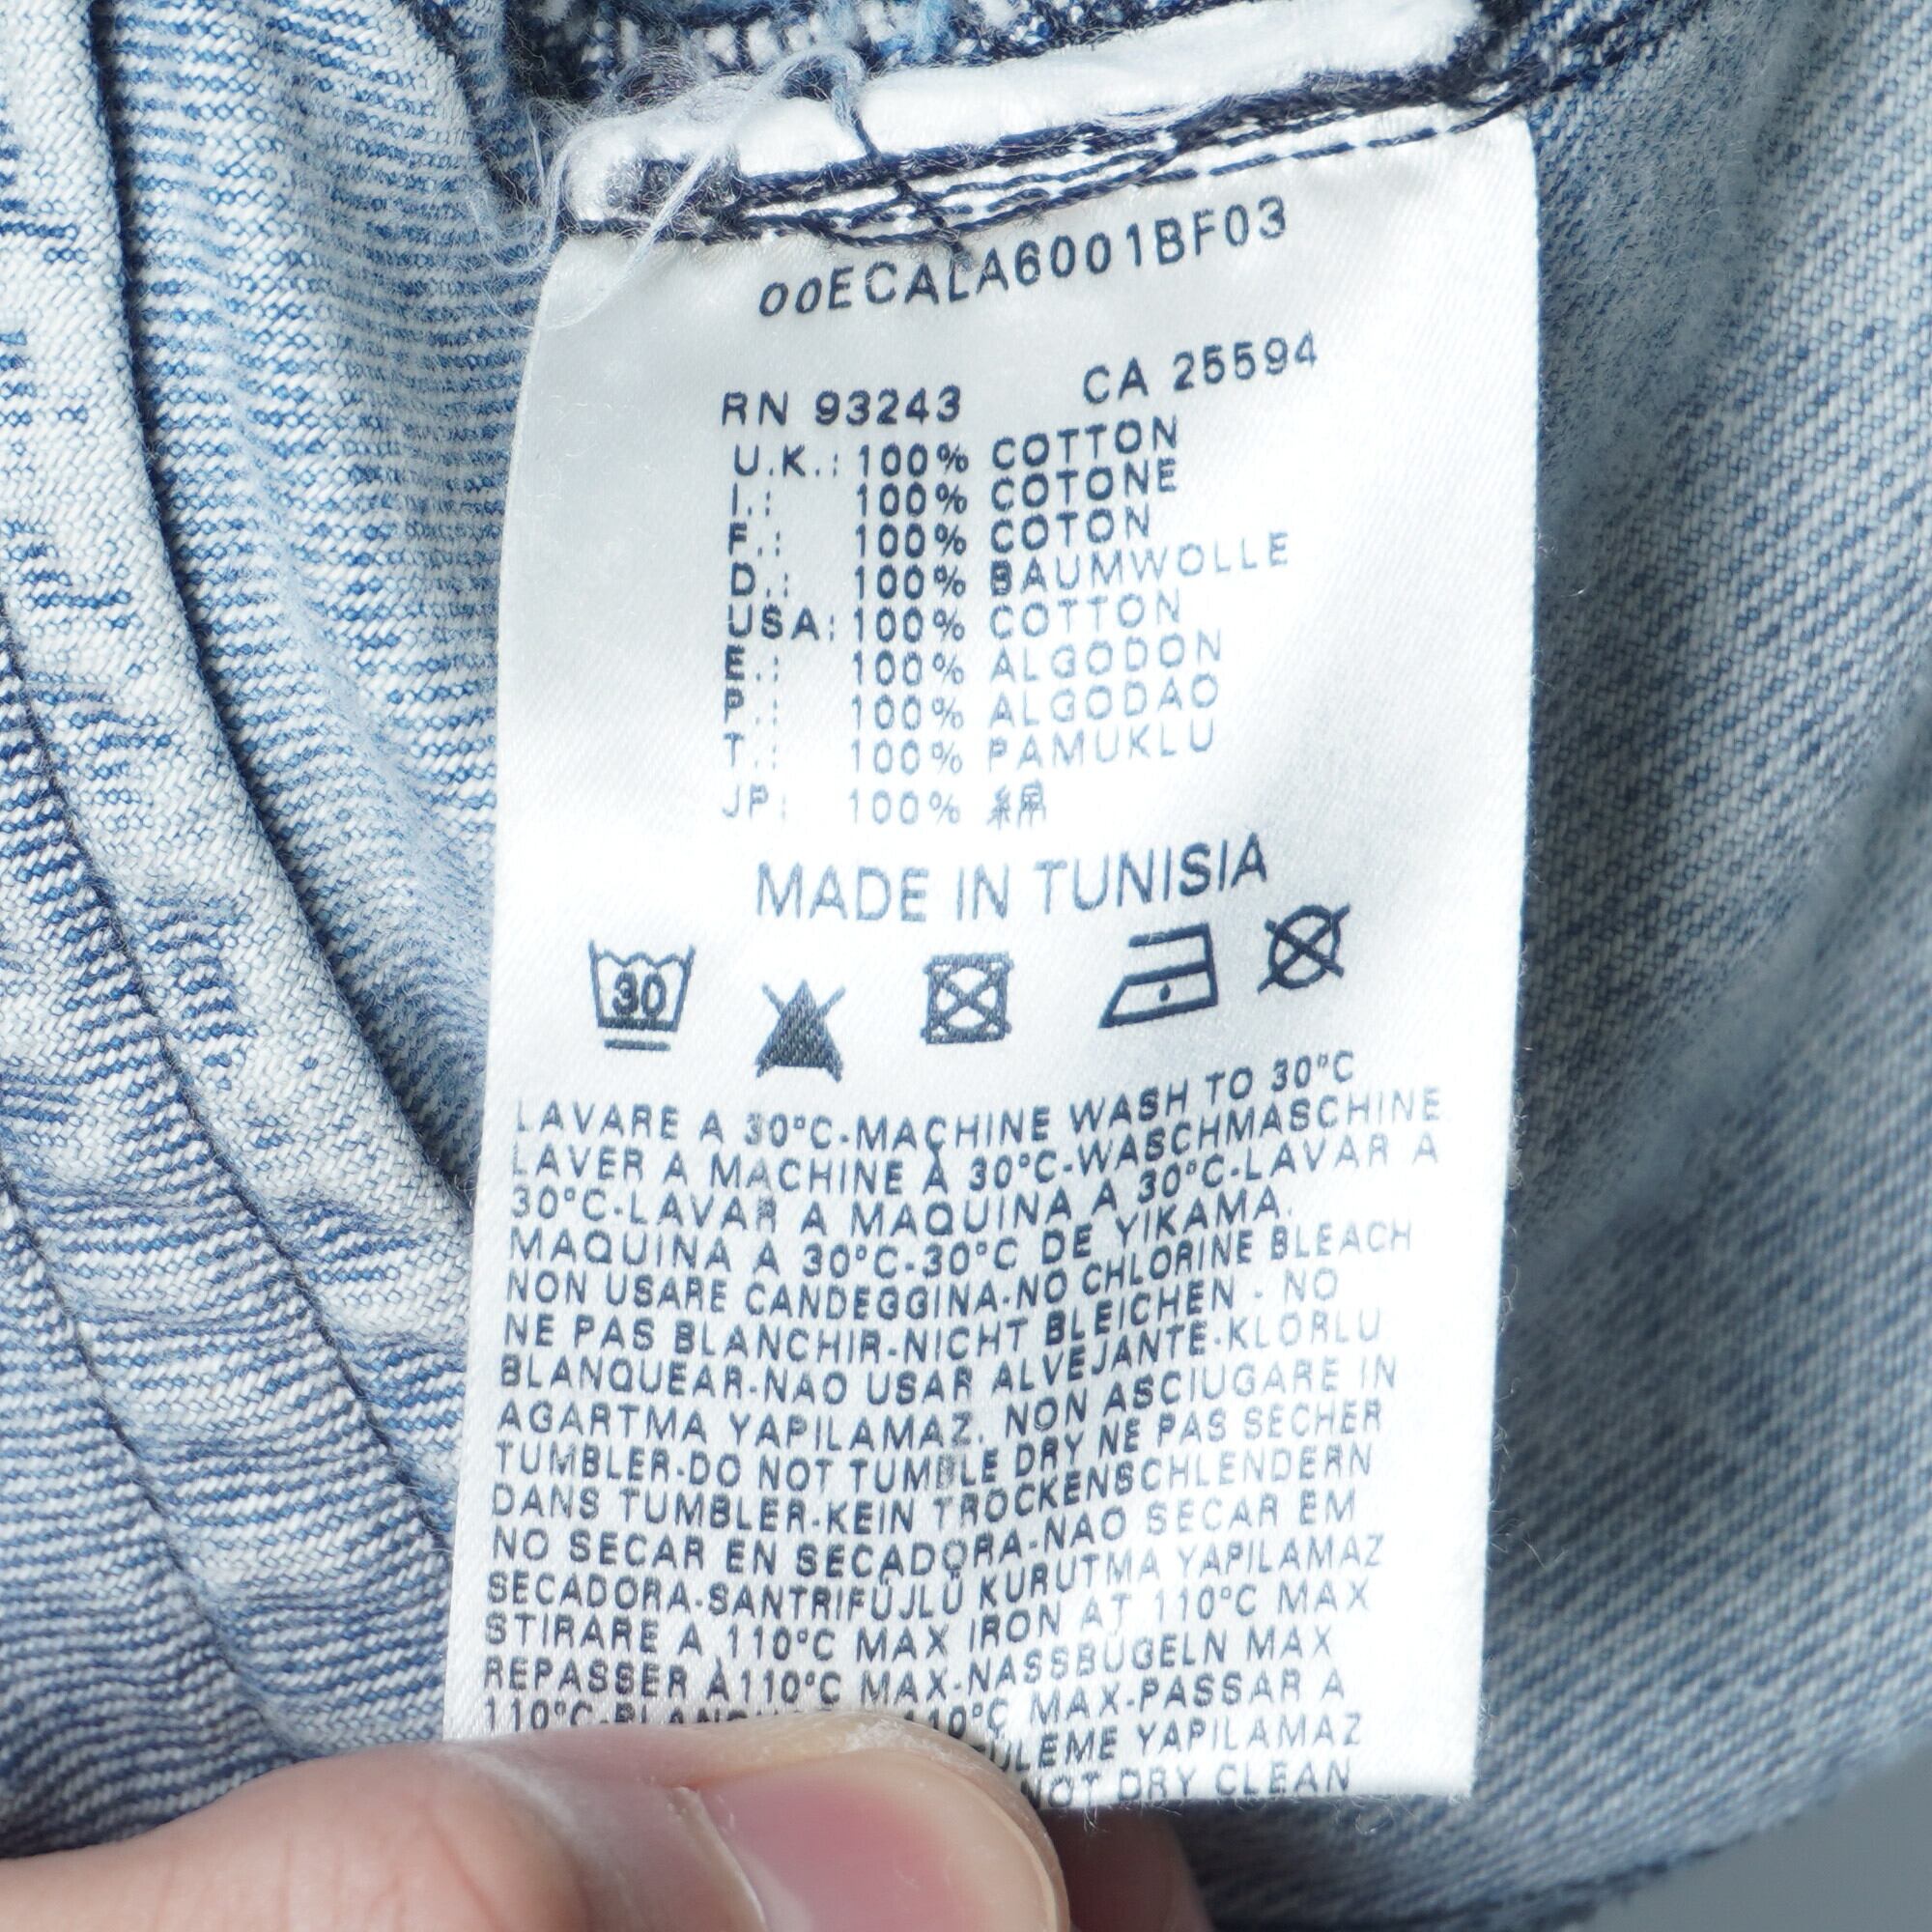 00ECALA6001BF03
RN 93243 CA 25594
U.K.: 100% COTTON
I.: 100% COTONE
F.: 100% COTON
D.: 100% BAUMWOLLE
USA: 100% COTTON
E.: 100% ALGODON
P.: 100% ALGODAO
T.: 100% PAMUKLU
JP: 100% 綿
MADE IN TUNISIA
30
LAVARE A 30°C-MACHINE WASH TO 30°C
LAVER A MACHINE À 30°C-WASCHMASCHINE
30°C-LAVAR A MAQUINA A 30°C-LAVAR A
MAQUINA A 30°C-30°C DE YIKAMA.
NON USARE CANDEGGINA-NO CHLORINE BLEACH
NE PAS BLANCHIR-NICHT BLEICHEN - NO
BLANQUEAR-NAO USAR ALVEJANTE-KLORLU
AGARTMA YAPILAMAZ. NON ASCIUGARE IN
TUMBLER-DO NOT TUMBLE DRY NE PAS SECHER
DANS TUMBLER-KEIN TROCKENSCHLENDERN
NO SECAR EN SECADORA-NAO SECAR EM
SECADORA-SANTRIFÜJLÜ KURUTMA YAPILAMAZ
STIRARE A 110°C MAX IRON AT 110°C MAX
REPASSER À110°C MAX-NASSBÜGELN MAX
110°C- 110°C MAX-PASSAR A
YAPILAMAZ
NOT DRY CLEAN